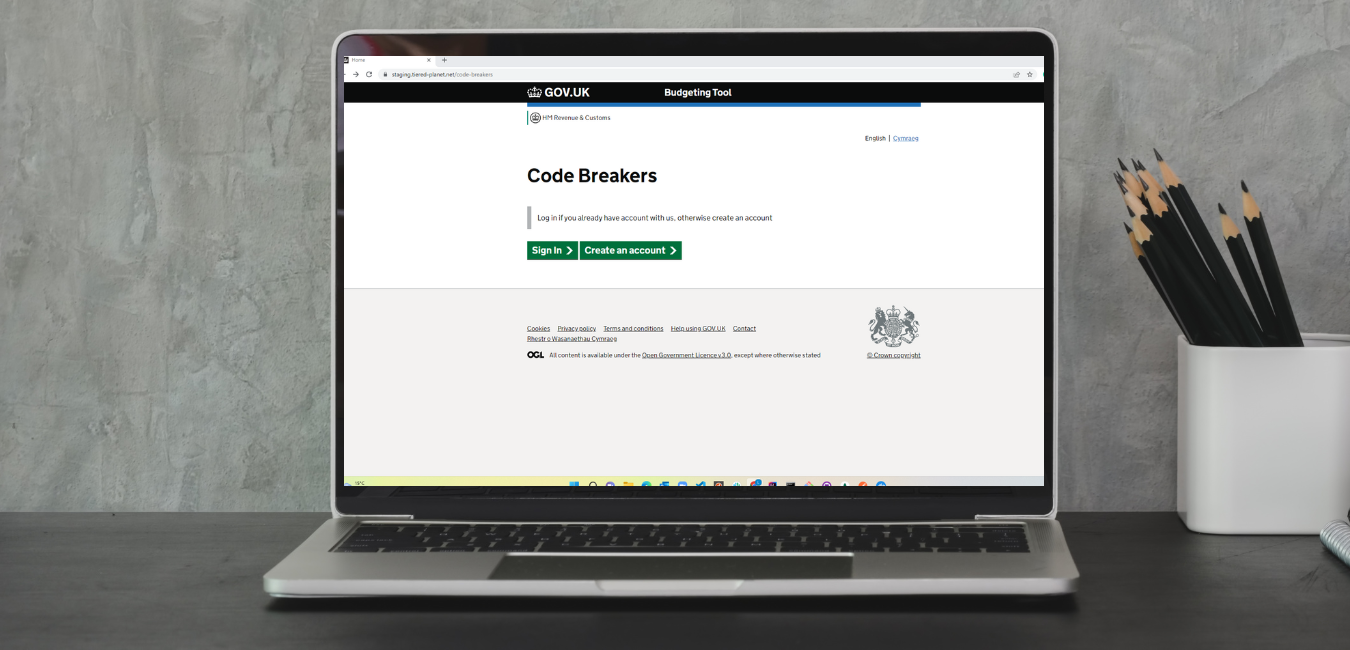 Home
staging.tiered-planet.net/code-breakers
GOV.UK Budgeting Tool
HM Revenue & Customs
English | Cymraeg
Code Breakers
Log in if you already have account with us, otherwise create an account
Sign In Create an account
Cookies Privacy policy Terms and conditions Help using GOV.UK Contact
Rhestr o Wasanaethau Cymraeg
OGL All content is available under the Open Government Licence v3.0, except where otherwise stated
© Crown copyright